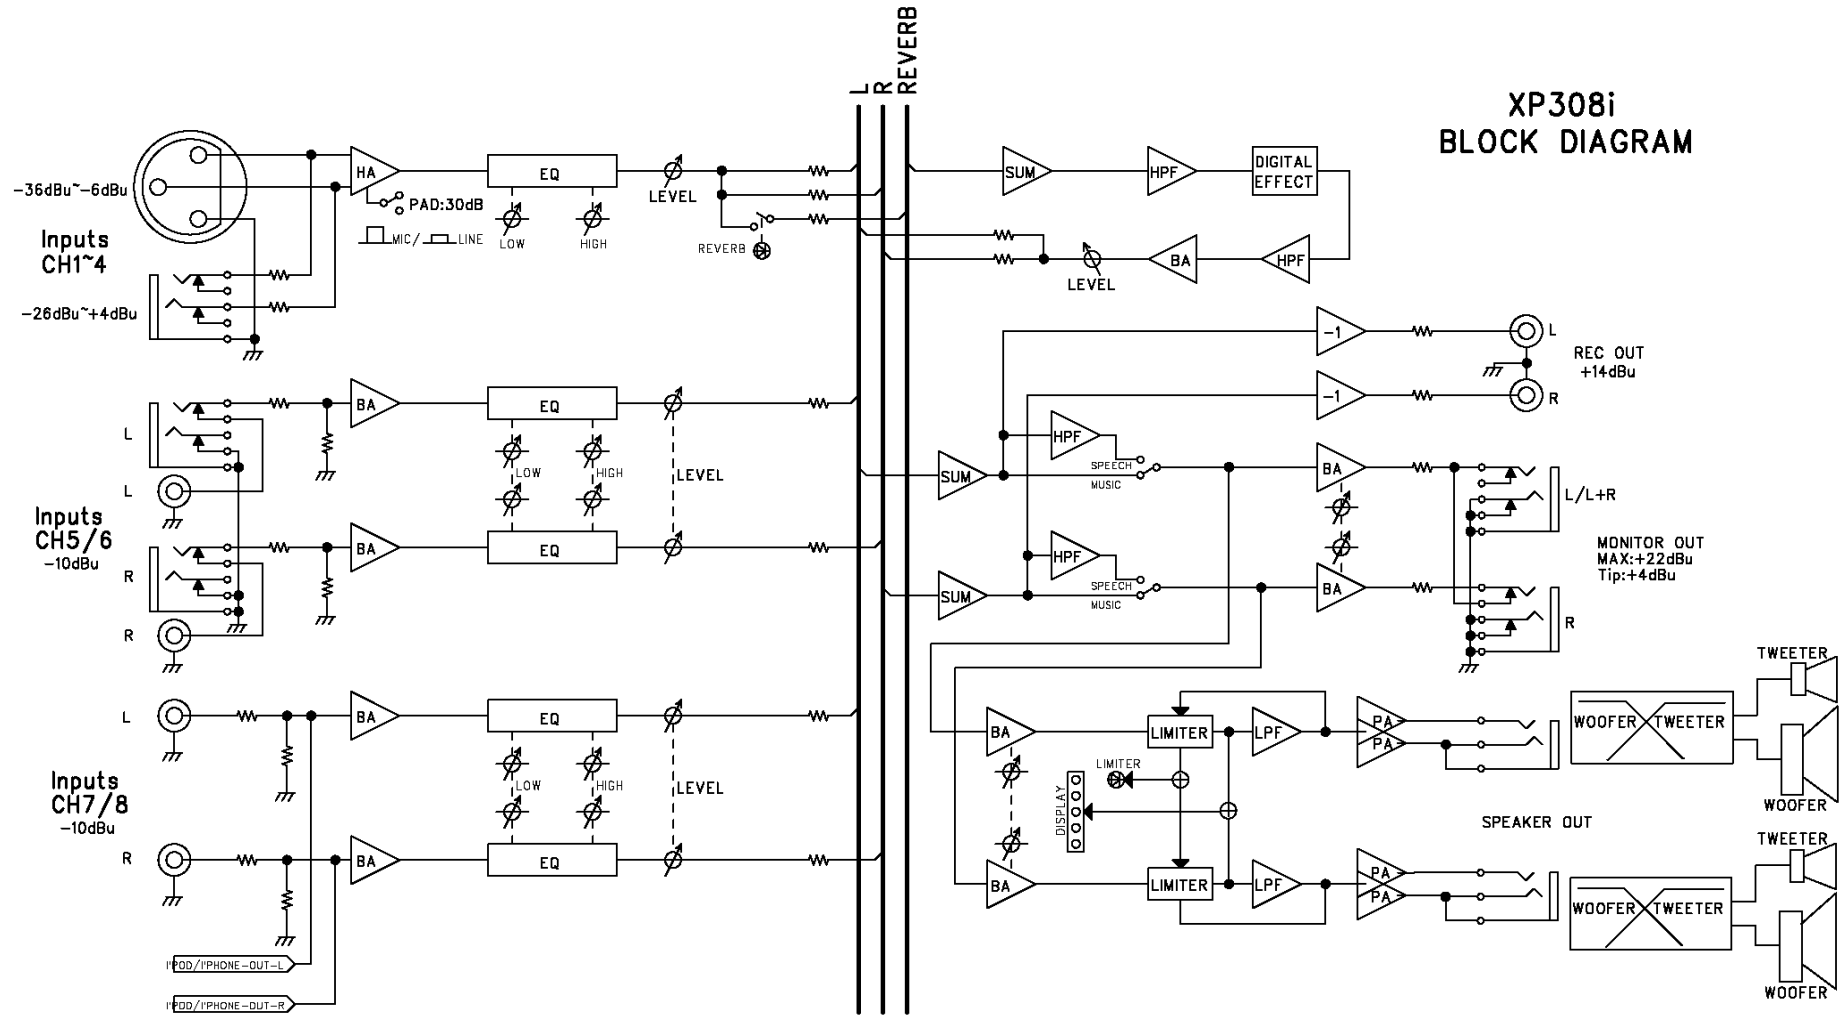 L
R
REVERB
XP308i
BLOCK DIAGRAM
-36dBu~-6dBu
Inputs
CH1~4
-26dBu~+4dBu
HA
PAD:30dB
MIC/
LINE
EQ
LOW
HIGH
LEVEL
REVERB
SUM
HPF
DIGITAL
EFFECT
HPF
BA
LEVEL
L
L
Inputs
CH5/6
-10dBu
R
R
BA
BA
EQ
LOW
HIGH
EQ
LEVEL
L
Inputs
CH7/8
-10dBu
R
BA
BA
EQ
LOW
HIGH
EQ
LEVEL
I'POD/I'PHONE-OUT-L
I'POD/I'PHONE-OUT-R
-1
-1
L
R
REC OUT
+14dBu
SUM
HPF
SPEECH
MUSIC
SUM
HPF
SPEECH
MUSIC
BA
BA
L/L+R
MONITOR OUT
MAX:+22dBu
Tip:+4dBu
R
BA
LIMITER
LPF
PA
PA
WOOFER
TWEETER
TWEETER
WOOFER
LIMITER
DISPLAY
SPEAKER OUT
BA
LIMITER
LPF
PA
PA
WOOFER
TWEETER
TWEETER
WOOFER